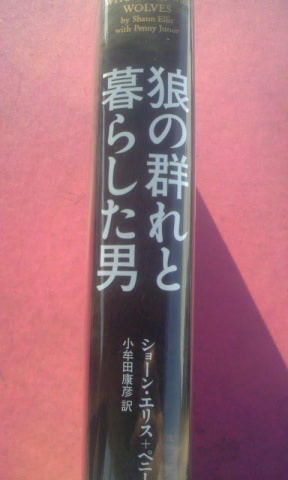 WOLVES
by Shaun Ellis
with Penny Junor
狼の群れと
暮らした男
ショーン・エリス+ペニー
小牟田康彦 訳